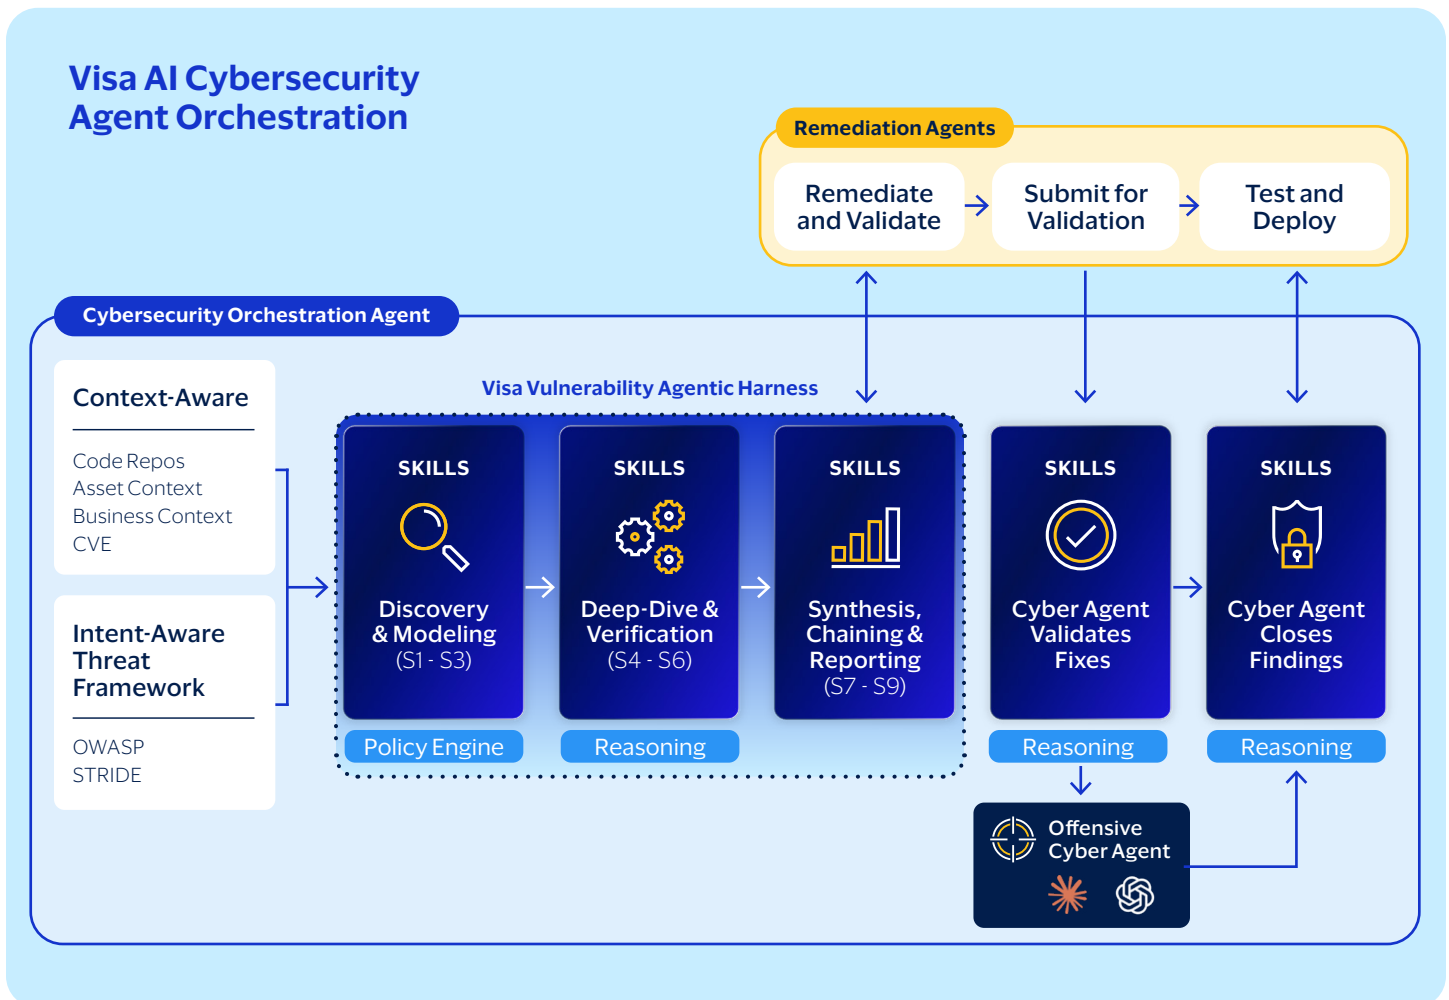 Visa AI Cybersecurity
Agent Orchestration
Remediation Agents
Remediate
and Validate
Submit for
Validation
Test and
Deploy
Cybersecurity Orchestration Agent
Context-Aware
Code Repos
Asset Context
Business Context
CVE
Intent-Aware
Threat
Framework
OWASP
STRIDE
Visa Vulnerability Agentic Harness
SKILLS
Discovery
& Modeling
(S1 - S3)
Policy Engine
SKILLS
Deep-Dive &
Verification
(S4 - S6)
Reasoning
SKILLS
Synthesis,
Chaining &
Reporting
(S7 - S9)
SKILLS
Cyber Agent
Validates
Fixes
Reasoning
SKILLS
Cyber Agent
Closes
Findings
Reasoning
Offensive
Cyber Agent